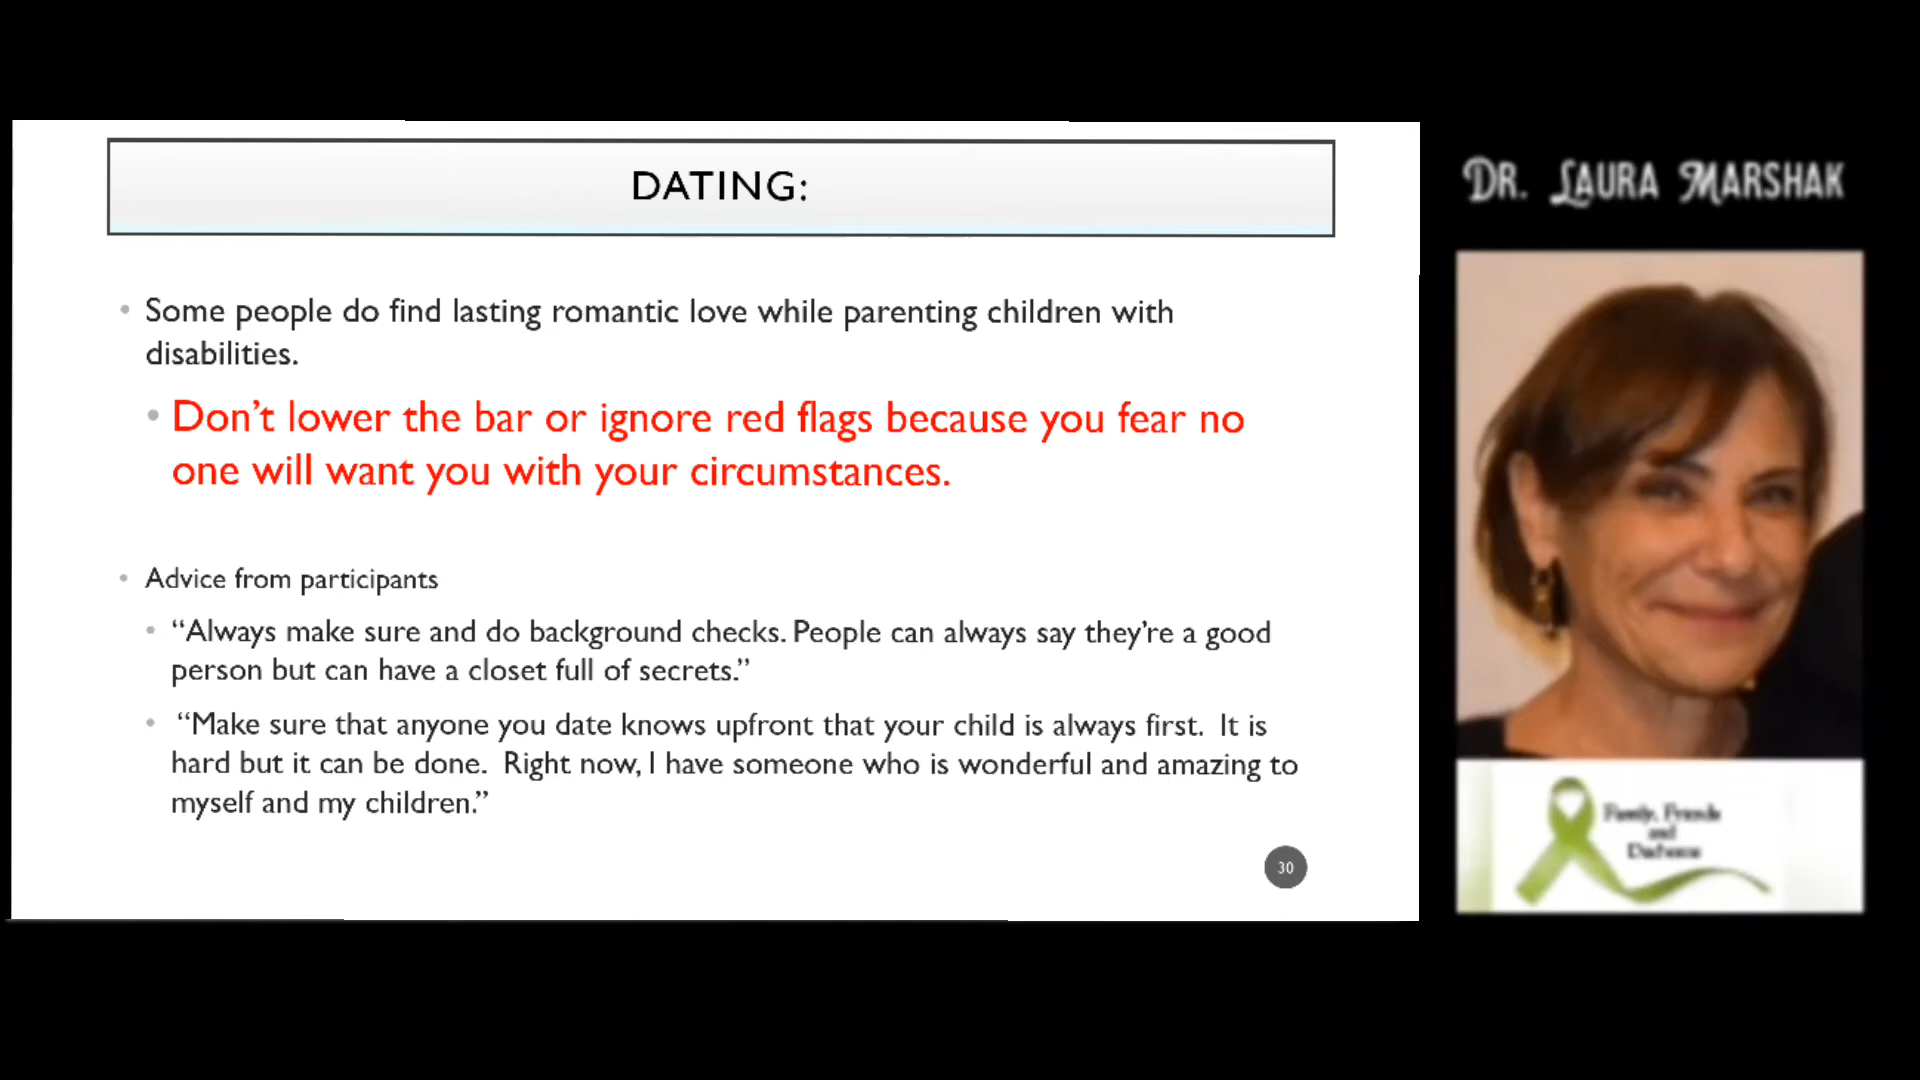 DATING:
• Some people do find lasting romantic love while parenting children with
disabilities.
• Don’t lower the bar or ignore red flags because you fear no
one will want you with your circumstances.
• Advice from participants
• “Always make sure and do background checks. People can always say they’re a good
person but can have a closet full of secrets.”
• “Make sure that anyone you date knows upfront that your child is always first.  It is
hard but it can be done.  Right now, I have someone who is wonderful and amazing to
myself and my children.”
30
DR. LAURA MARSHAK
Family, Friends
and
Duchenne